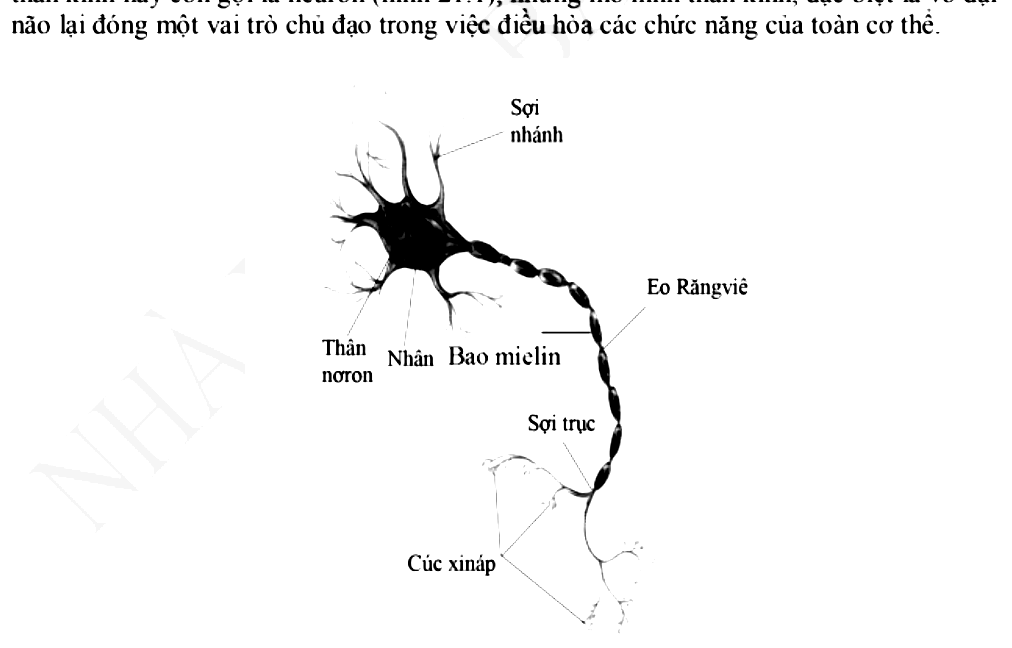 não lại đóng một vai trò chủ đạo trong việc điều hòa các chức năng của toàn cơ thể.
Sợi
nhánh
Eo Răngviê
Thân
nơron
Nhân
Bao mielin
Sợi trục
Cúc xináp
NHÀ